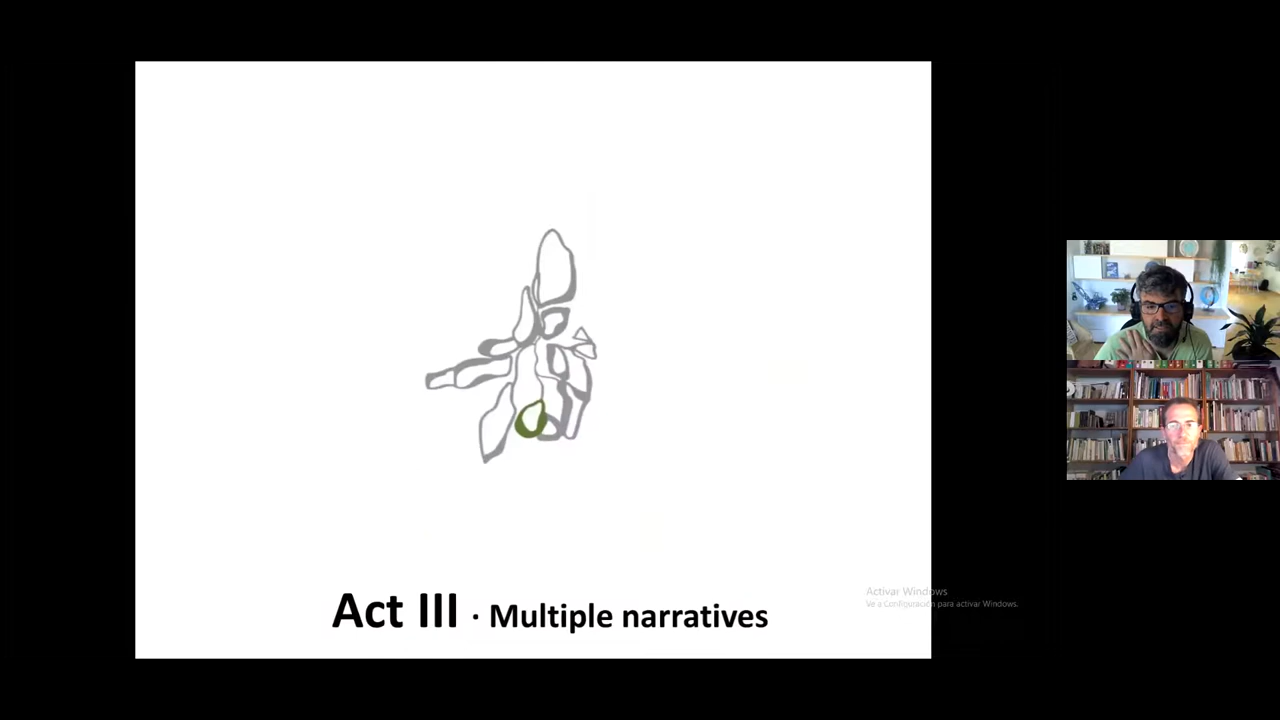 Activar Windows
Ve a Configuración para activar Windows.
Act III · Multiple narratives